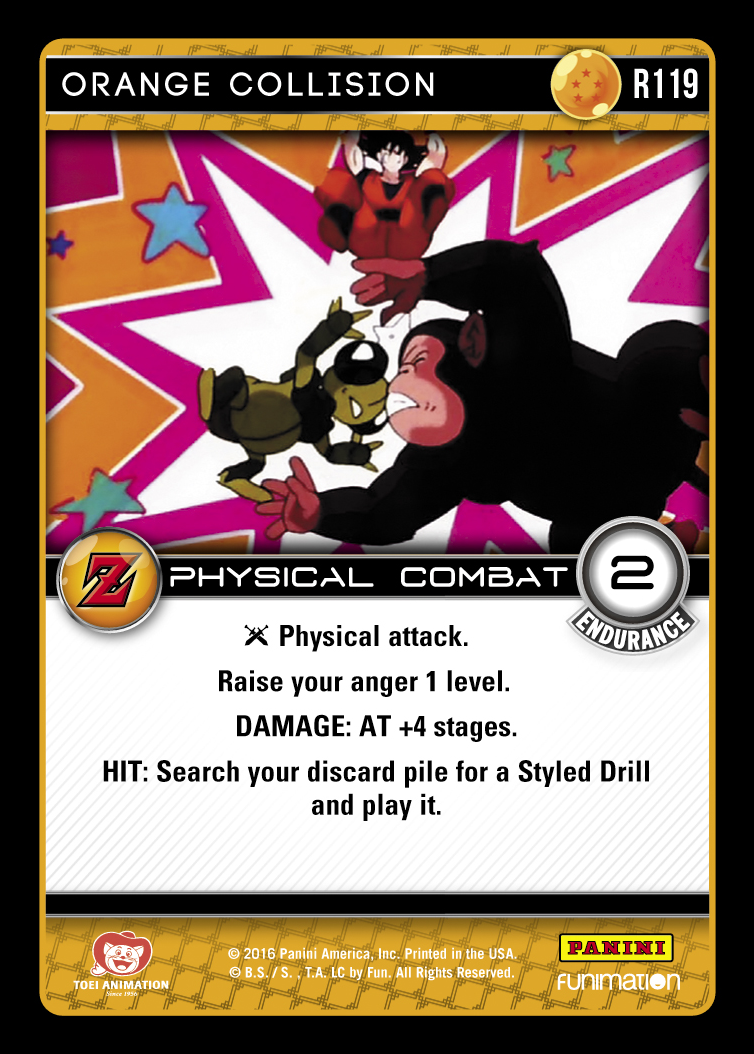 ORANGE COLLISION
R119
Z PHYSICAL COMBAT
2
ENDURANCE
Physical attack.
Raise your anger 1 level.
DAMAGE: AT +4 stages.
HIT: Search your discard pile for a Styled Drill
and play it.
TOEI ANIMATION
Since 1956
© 2016 Panini America, Inc. Printed in the USA.
© B.S. / S. , T.A. LC by Fun. All Rights Reserved.
PANINI
FUNIMATION